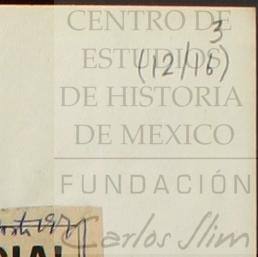 CENTRO DE
3
ESTUDIOS
(12/16)
DE HISTORIA
DE MEXICO
FUNDACIÓN
Carlos Slim